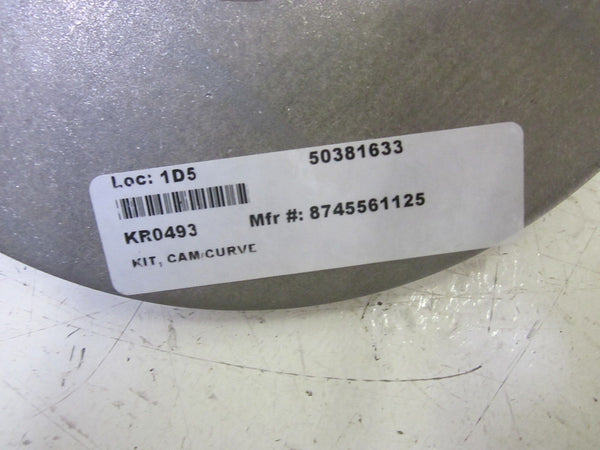 Loc: 1D5 50381633
KR0493 Mfr #: 8745561125
KIT, CAM/CURVE